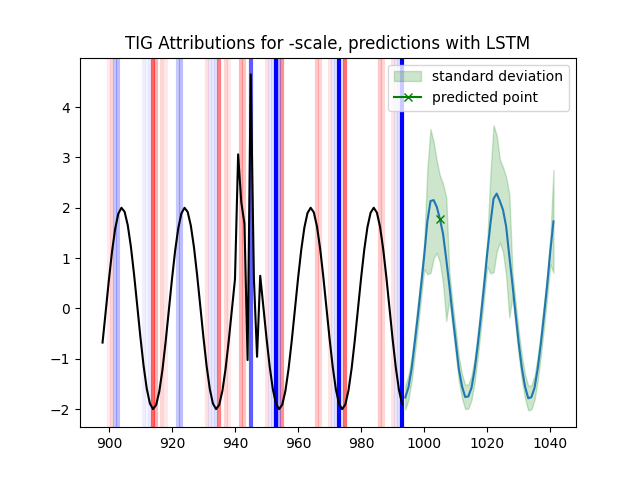 TIG Attributions for -scale, predictions with LSTM
standard deviation
predicted point
4
3
2
1
0
−1
−2
900 920 940 960 980 1000 1020 1040